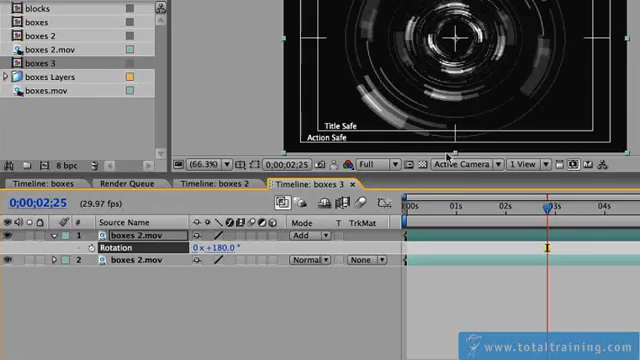 blocks
boxes
boxes 2
boxes 2.mov
boxes 3
boxes Layers
boxes.mov
8 bpc
Title Safe
Action Safe
(66.3%) 0;00;02;25 Full Active Camera 1 View
Timeline: boxes Render Queue Timeline: boxes 2 Timeline: boxes 3 ×
0;00;02;25 (29.97 fps)
:00s 01s 02s 03s 04s
# Source Name Mode T TrkMat
1 boxes 2.mov Add
Rotation 0 x +180.0 °
2 boxes 2.mov Normal None
www.totaltraining.com